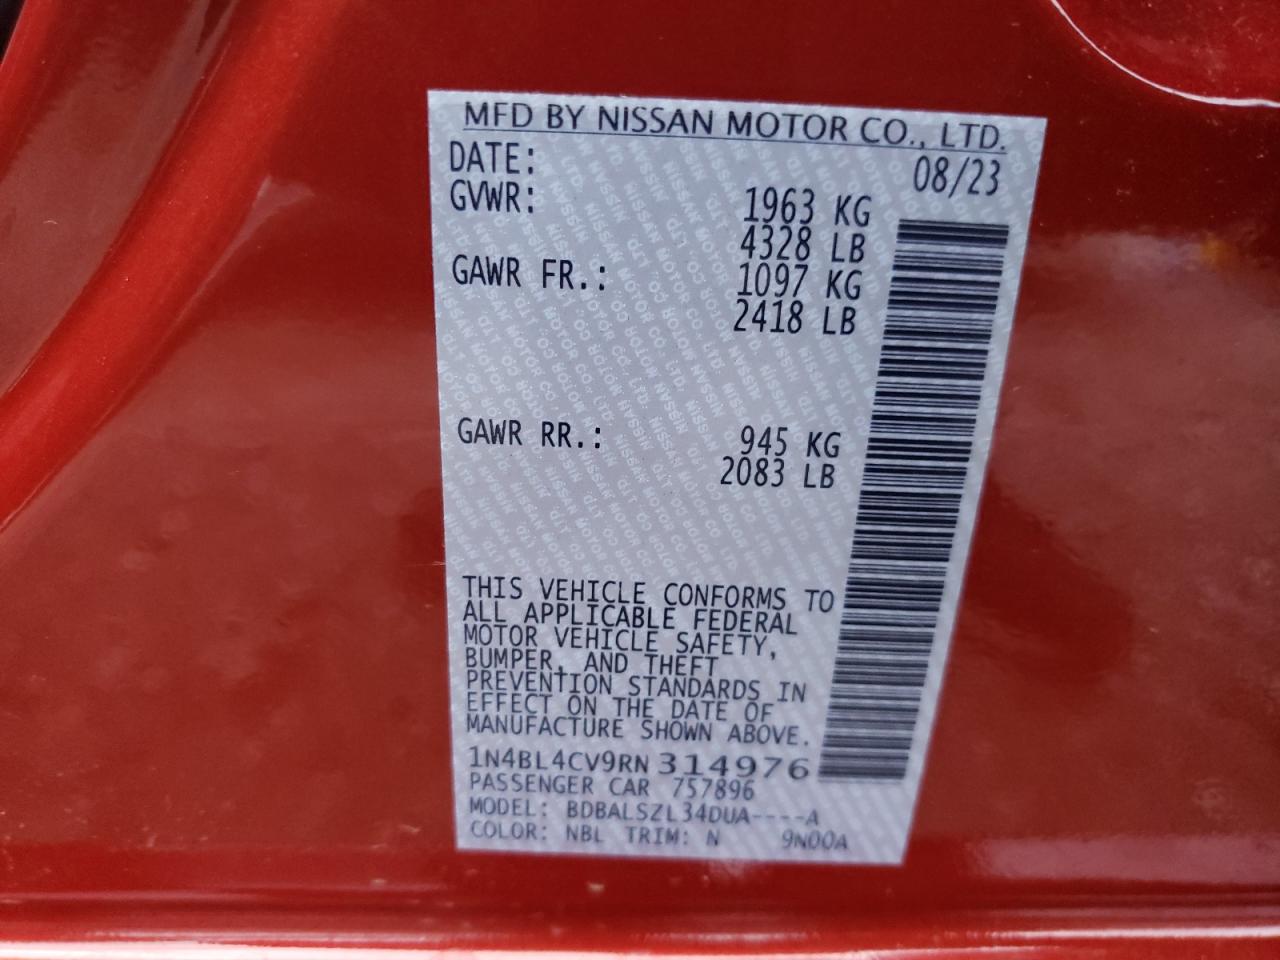 MFD BY NISSAN MOTOR CO., LTD.
DATE: 08/23
GVWR: 1963 KG
4328 LB
GAWR FR.: 1097 KG
2418 LB
GAWR RR.: 945 KG
2083 LB
THIS VEHICLE CONFORMS TO
ALL APPLICABLE FEDERAL
MOTOR VEHICLE SAFETY,
BUMPER, AND THEFT
PREVENTION STANDARDS IN
EFFECT ON THE DATE OF
MANUFACTURE SHOWN ABOVE.
1N4BL4CV9RN314976
PASSENGER CAR 757896
MODEL: BDBALSZL34DUA----A
COLOR: NBL TRIM: N 9N00A